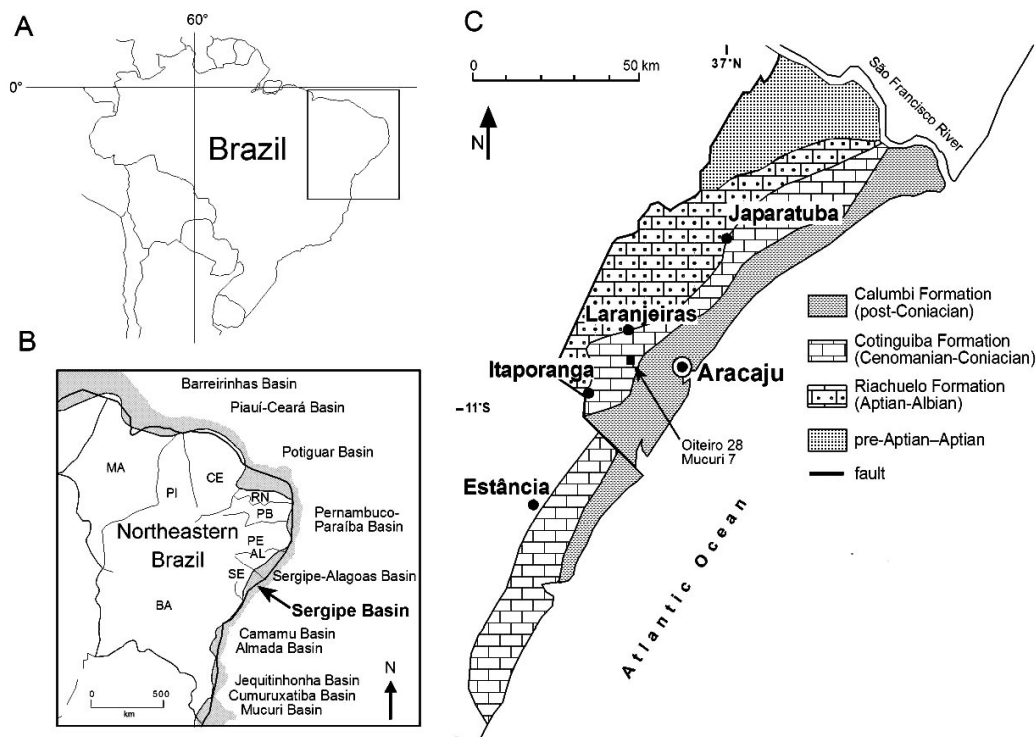 A
60°
0°
Brazil
B
Barreirinhas Basin
Piauí-Ceará Basin
Potiguar Basin
MA
PI
CE
RN
PB
Pernambuco-
Paraíba Basin
PE
AL
Northeastern
Brazil
SE
Sergipe-Alagoas Basin
Sergipe Basin
BA
Camamu Basin
Almada Basin
Jequitinhonha Basin
Cumuruxatiba Basin
Mucuri Basin
0 500
km
N
C
0 50 km
37°N
N
São Francisco River
Japaratuba
Laranjeiras
Itaporanga
Aracaju
11°S
Oiteiro 28
Mucuri 7
Estância
Atlantic Ocean
Calumbi Formation
(post-Coniacian)
Cotinguiba Formation
(Cenomanian-Coniacian)
Riachuelo Formation
(Aptian-Albian)
pre-Aptian–Aptian
fault